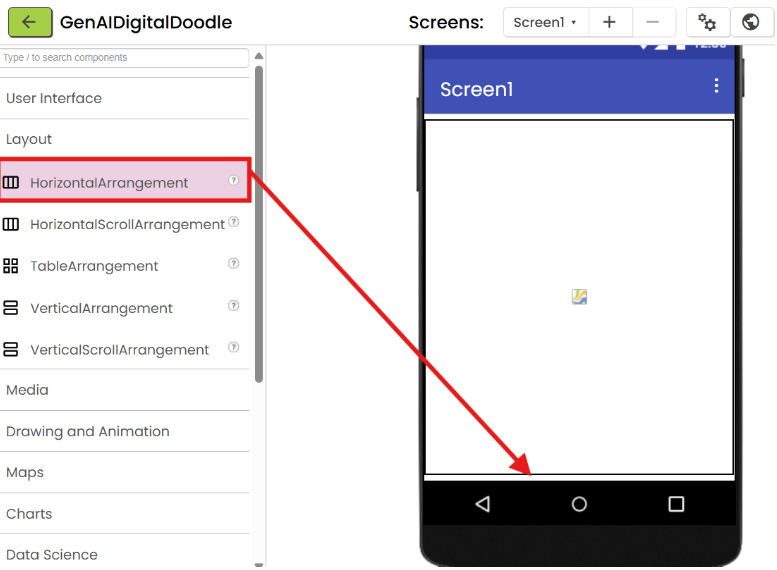 GenAIDigitalDoodle
Screens:
Screen1
Type / to search components
User Interface
Layout
HorizontalArrangement
HorizontalScrollArrangement
TableArrangement
VerticalArrangement
VerticalScrollArrangement
Media
Drawing and Animation
Maps
Charts
Data Science
Screen1